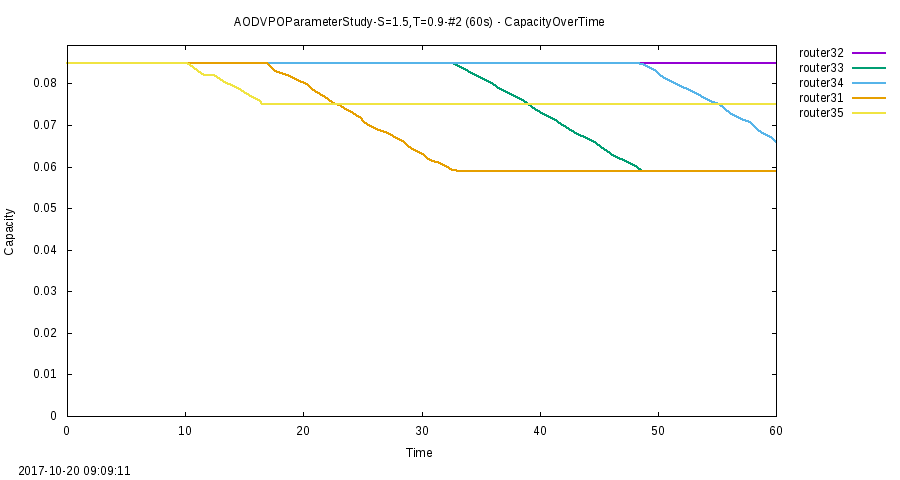 AODVPOParameterStudy-S=1.5,T=0.9-#2 (60s) - CapacityOverTime
router32
router33
router34
router31
router35
0.08
0.07
0.06
0.05
0.04
0.03
0.02
0.01
0
Capacity
0 10 20 30 40 50 60
Time
2017-10-20 09:09:11